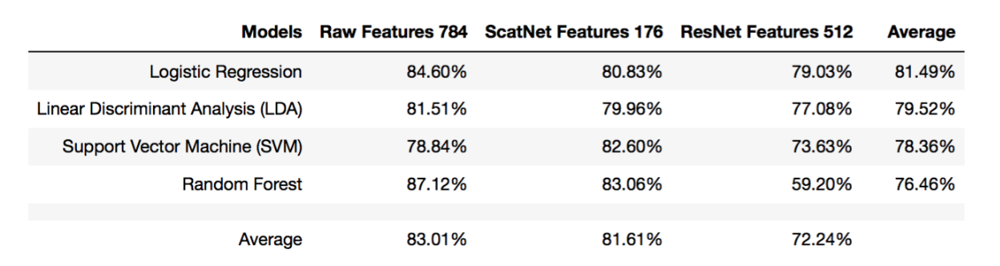 Models Raw Features 784 ScatNet Features 176 ResNet Features 512 Average
Logistic Regression 84.60% 80.83% 79.03% 81.49%
Linear Discriminant Analysis (LDA) 81.51% 79.96% 77.08% 79.52%
Support Vector Machine (SVM) 78.84% 82.60% 73.63% 78.36%
Random Forest 87.12% 83.06% 59.20% 76.46%
Average 83.01% 81.61% 72.24%